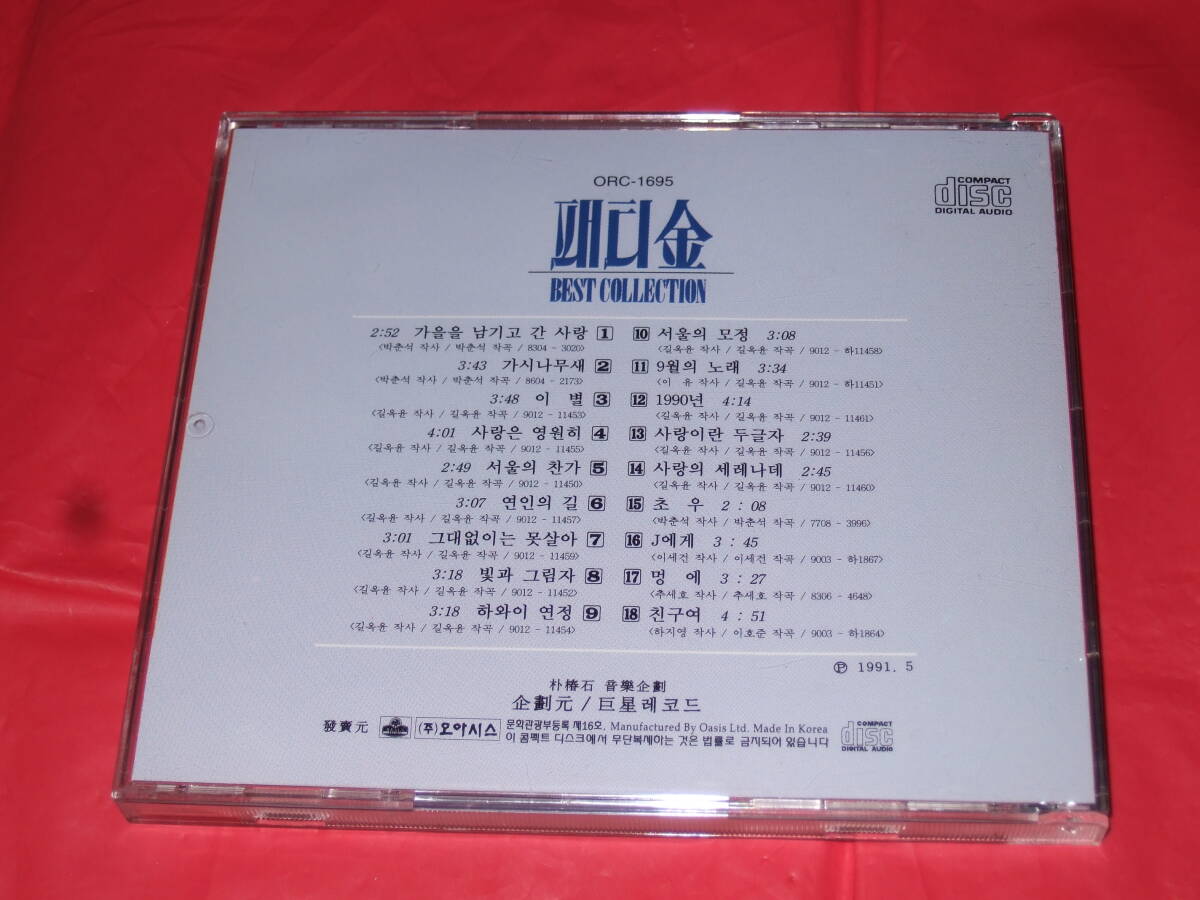 ORC-1695
COMPACT
disc
DIGITAL AUDIO
패티金
BEST COLLECTION
2:52 가을을 남기고 간 사랑 1
<박춘석 작사 / 박춘석 작곡 / 8304 - 3020>
3:43 가시나무새 2
<박춘석 작사 / 박춘석 작곡 / 8604 - 2173>
3:48 이 별 3
<길옥윤 작사 / 길옥윤 작곡 / 9012 - 11453>
4:01 사랑은 영원히 4
<길옥윤 작사 / 길옥윤 작곡 / 9012 - 11455>
2:49 서울의 찬가 5
<길옥윤 작사 / 길옥윤 작곡 / 9012 - 11450>
3:07 연인의 길 6
<길옥윤 작사 / 길옥윤 작곡 / 9012 - 11457>
3:01 그대없이는 못살아 7
<길옥윤 작사 / 길옥윤 작곡 / 9012 - 11459>
3:18 빛과 그림자 8
<길옥윤 작사 / 길옥윤 작곡 / 9012 - 11452>
3:18 하와이 연정 9
<길옥윤 작사 / 길옥윤 작곡 / 9012 - 11454>
10 서울의 모정 3:08
<길옥윤 작사 / 길옥윤 작곡 / 9012 - 하11458>
11 9월의 노래 3:34
<이 유 작사 / 길옥윤 작곡 / 9012 - 하11451>
12 1990년 4:14
<길옥윤 작사 / 길옥윤 작곡 / 9012 - 11461>
13 사랑이란 두글자 2:39
<길옥윤 작사 / 길옥윤 작곡 / 9012 - 11456>
14 사랑의 세레나데 2:45
<길옥윤 작사 / 길옥윤 작곡 / 9012 - 11460>
15 초 우 2 : 08
<박춘석 작사 / 박춘석 작곡 / 7708 - 3996>
16 J에게 3 : 45
<이세건 작사 / 이세건 작곡 / 9003 - 하1867>
17 멍 에 3 : 27
<추세호 작사 / 추세호 작곡 / 8306 - 4648>
18 친구여 4 : 51
<하지영 작사 / 이호준 작곡 / 9003 - 하1864>
Ⓟ 1991. 5
朴椿石 音樂企劃
企劃元 / 巨星레코드
發賣元 (주)오아시스 문화관광부등록 제16호. Manufactured By Oasis Ltd. Made In Korea
이 콤팩트 디스크에서 무단복제하는 것은 법률로 금지되어 있습니다
COMPACT
disc
DIGITAL AUDIO